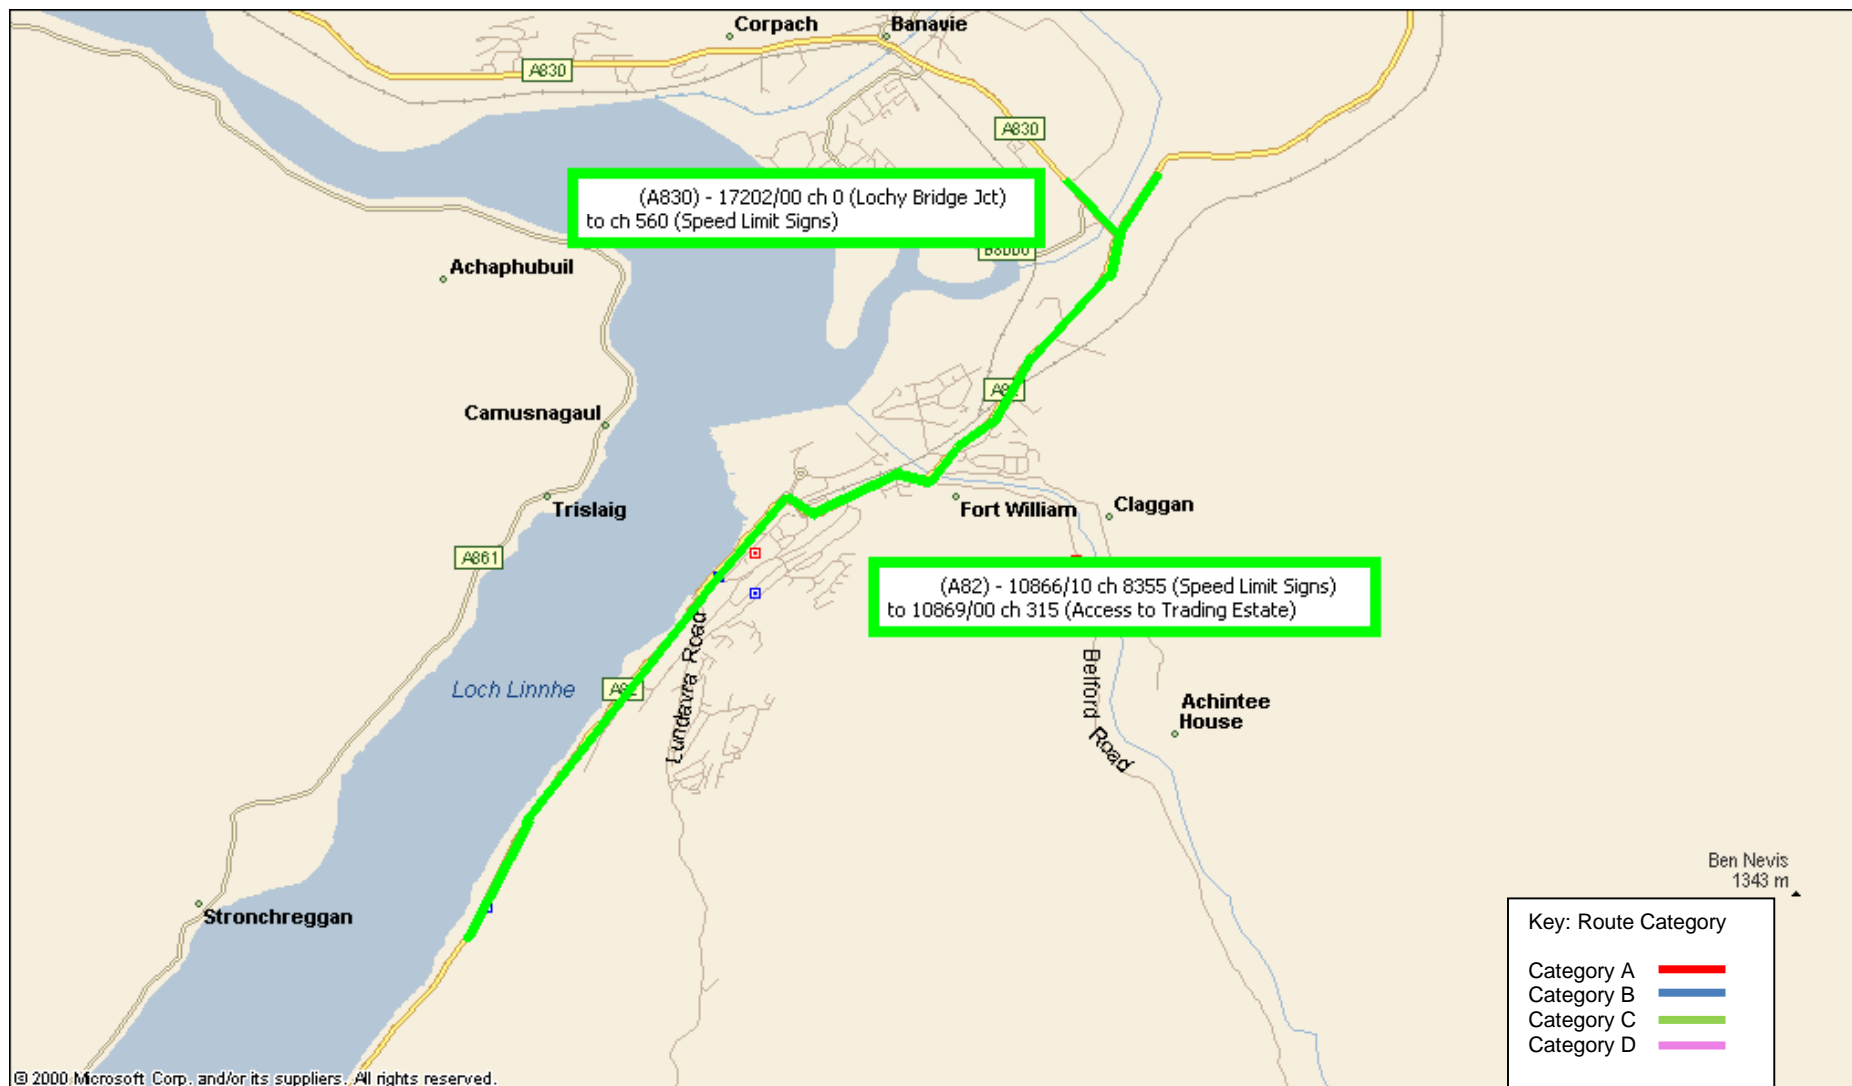 Corpach
Banavie
A830
A830
(A830) - 17202/00 ch 0 (Lochy Bridge Jct)
to ch 560 (Speed Limit Signs)
Achaphubuil
A82
Camusnagaul
Trislaig
Fort William
Claggan
A861
(A82) - 10866/10 ch 8355 (Speed Limit Signs)
to 10869/00 ch 315 (Access to Trading Estate)
Lundavra Road
Belford Road
Loch Linnhe
A82
Achintee
House
Ben Nevis
1343 m
Stronchreggan
Key: Route Category
Category A
Category B
Category C
Category D
© 2000 Microsoft Corp. and/or its suppliers. All rights reserved.